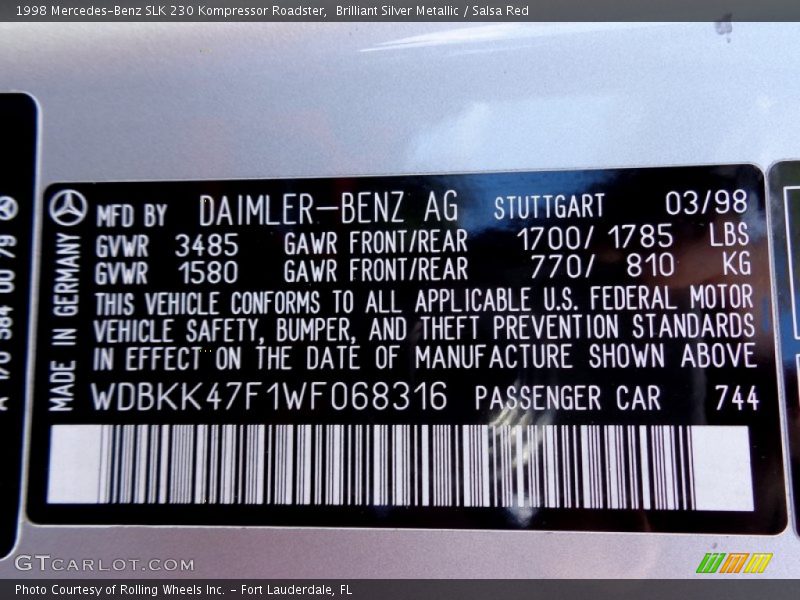 1998 Mercedes-Benz SLK 230 Kompressor Roadster,  Brilliant Silver Metallic / Salsa Red
MFD BY DAIMLER-BENZ AG STUTTGART 03/98
GVWR 3485 GAWR FRONT/REAR 1700/ 1785 LBS
GVWR 1580 GAWR FRONT/REAR 770/ 810 KG
THIS VEHICLE CONFORMS TO ALL APPLICABLE U.S. FEDERAL MOTOR
VEHICLE SAFETY, BUMPER, AND THEFT PREVENTION STANDARDS
IN EFFECT ON THE DATE OF MANUFACTURE SHOWN ABOVE
WDBKK47F1WF068316 PASSENGER CAR 744
MADE IN GERMANY
A 170 584 00 79
GTCARLOT.COM
Photo Courtesy of Rolling Wheels Inc. - Fort Lauderdale, FL